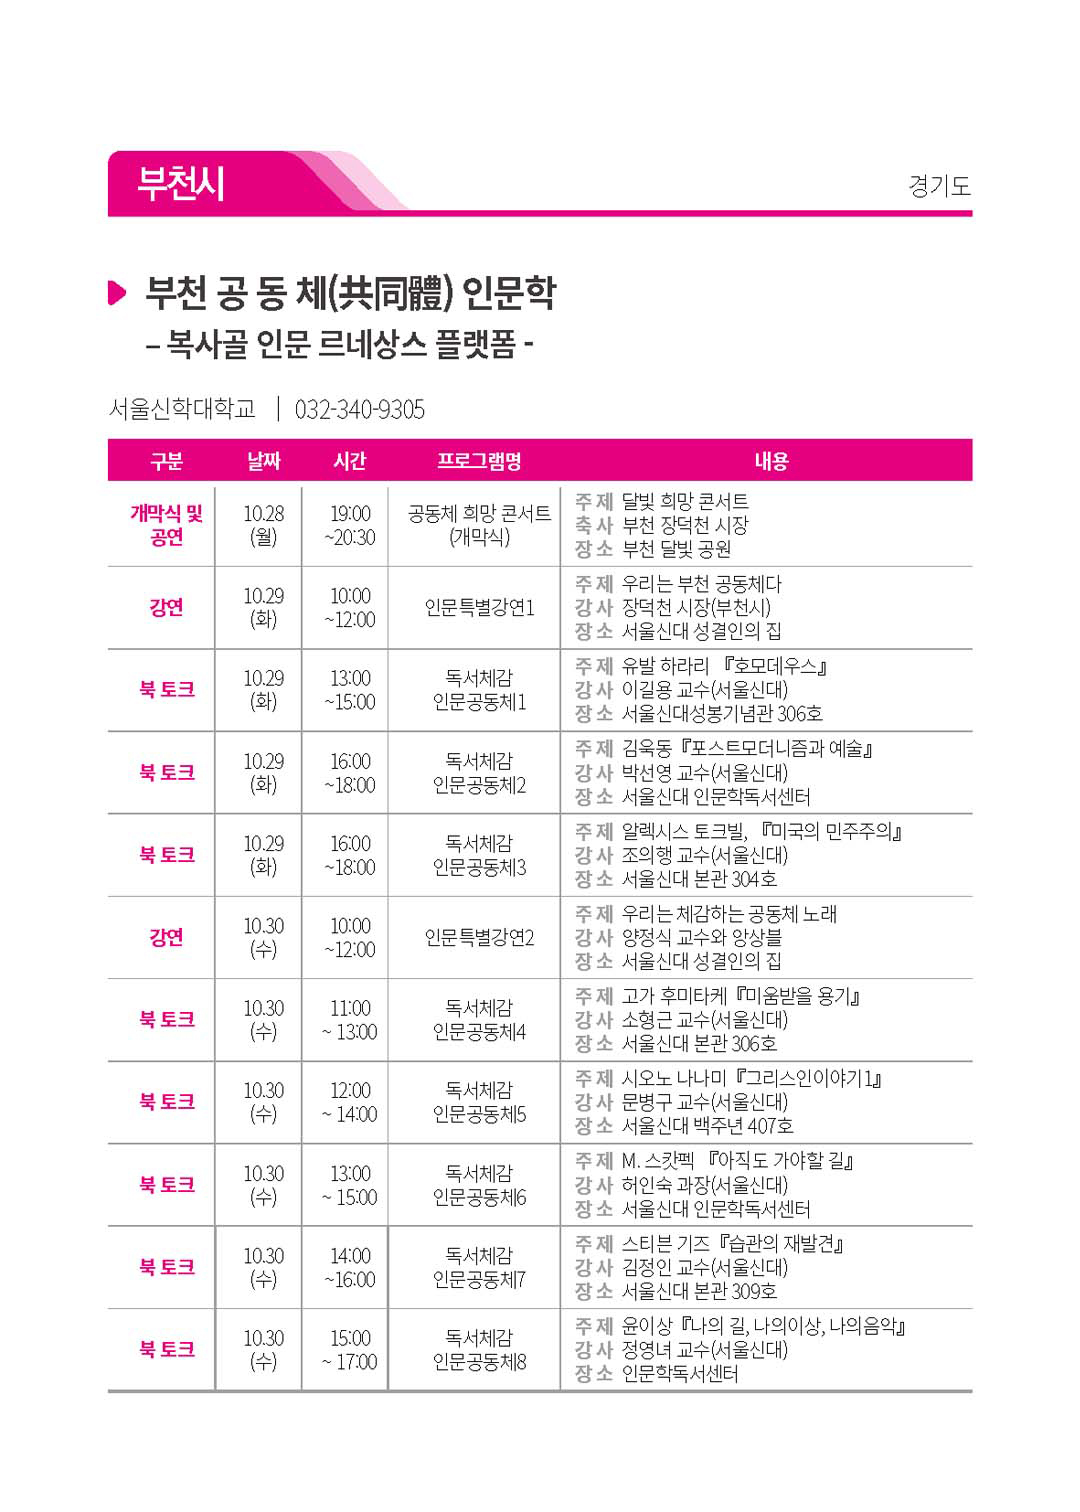 부천시
경기도
부천 공 동 체(共同體) 인문학
– 복사골 인문 르네상스 플랫폼 -
서울신학대학교 | 032-340-9305
구분 날짜 시간 프로그램명 내용
개막식 및 공연 10.28 (월) 19:00 ~20:30 공동체 희망 콘서트 (개막식) 주 제 달빛 희망 콘서트
축 사 부천 장덕천 시장
장 소 부천 달빛 공원
강연 10.29 (화) 10:00 ~12:00 인문특별강연1 주 제 우리는 부천 공동체다
강 사 장덕천 시장(부천시)
장 소 서울신대 성결인의 집
북 토크 10.29 (화) 13:00 ~15:00 독서체감 인문공동체1 주 제 유발 하라리 『호모데우스』
강 사 이길용 교수(서울신대)
장 소 서울신대성봉기념관 306호
북 토크 10.29 (화) 16:00 ~18:00 독서체감 인문공동체2 주 제 김욱동『포스트모더니즘과 예술』
강 사 박선영 교수(서울신대)
장 소 서울신대 인문학독서센터
북 토크 10.29 (화) 16:00 ~18:00 독서체감 인문공동체3 주 제 알렉시스 토크빌, 『미국의 민주주의』
강 사 조의행 교수(서울신대)
장 소 서울신대 본관 304호
강연 10.30 (수) 10:00 ~12:00 인문특별강연2 주 제 우리는 체감하는 공동체 노래
강 사 양정식 교수와 앙상블
장 소 서울신대 성결인의 집
북 토크 10.30 (수) 11:00 ~ 13:00 독서체감 인문공동체4 주 제 고가 후미타케『미움받을 용기』
강 사 소형근 교수(서울신대)
장 소 서울신대 본관 306호
북 토크 10.30 (수) 12:00 ~ 14:00 독서체감 인문공동체5 주 제 시오노 나나미『그리스인이야기1』
강 사 문병구 교수(서울신대)
장 소 서울신대 백주년 407호
북 토크 10.30 (수) 13:00 ~ 15:00 독서체감 인문공동체6 주 제 M. 스캇펙 『아직도 가야할 길』
강 사 허인숙 과장(서울신대)
장 소 서울신대 인문학독서센터
북 토크 10.30 (수) 14:00 ~16:00 독서체감 인문공동체7 주 제 스티븐 기즈『습관의 재발견』
강 사 김정인 교수(서울신대)
장 소 서울신대 본관 309호
북 토크 10.30 (수) 15:00 ~ 17:00 독서체감 인문공동체8 주 제 윤이상『나의 길, 나의이상, 나의음악』
강 사 정영녀 교수(서울신대)
장 소 인문학독서센터